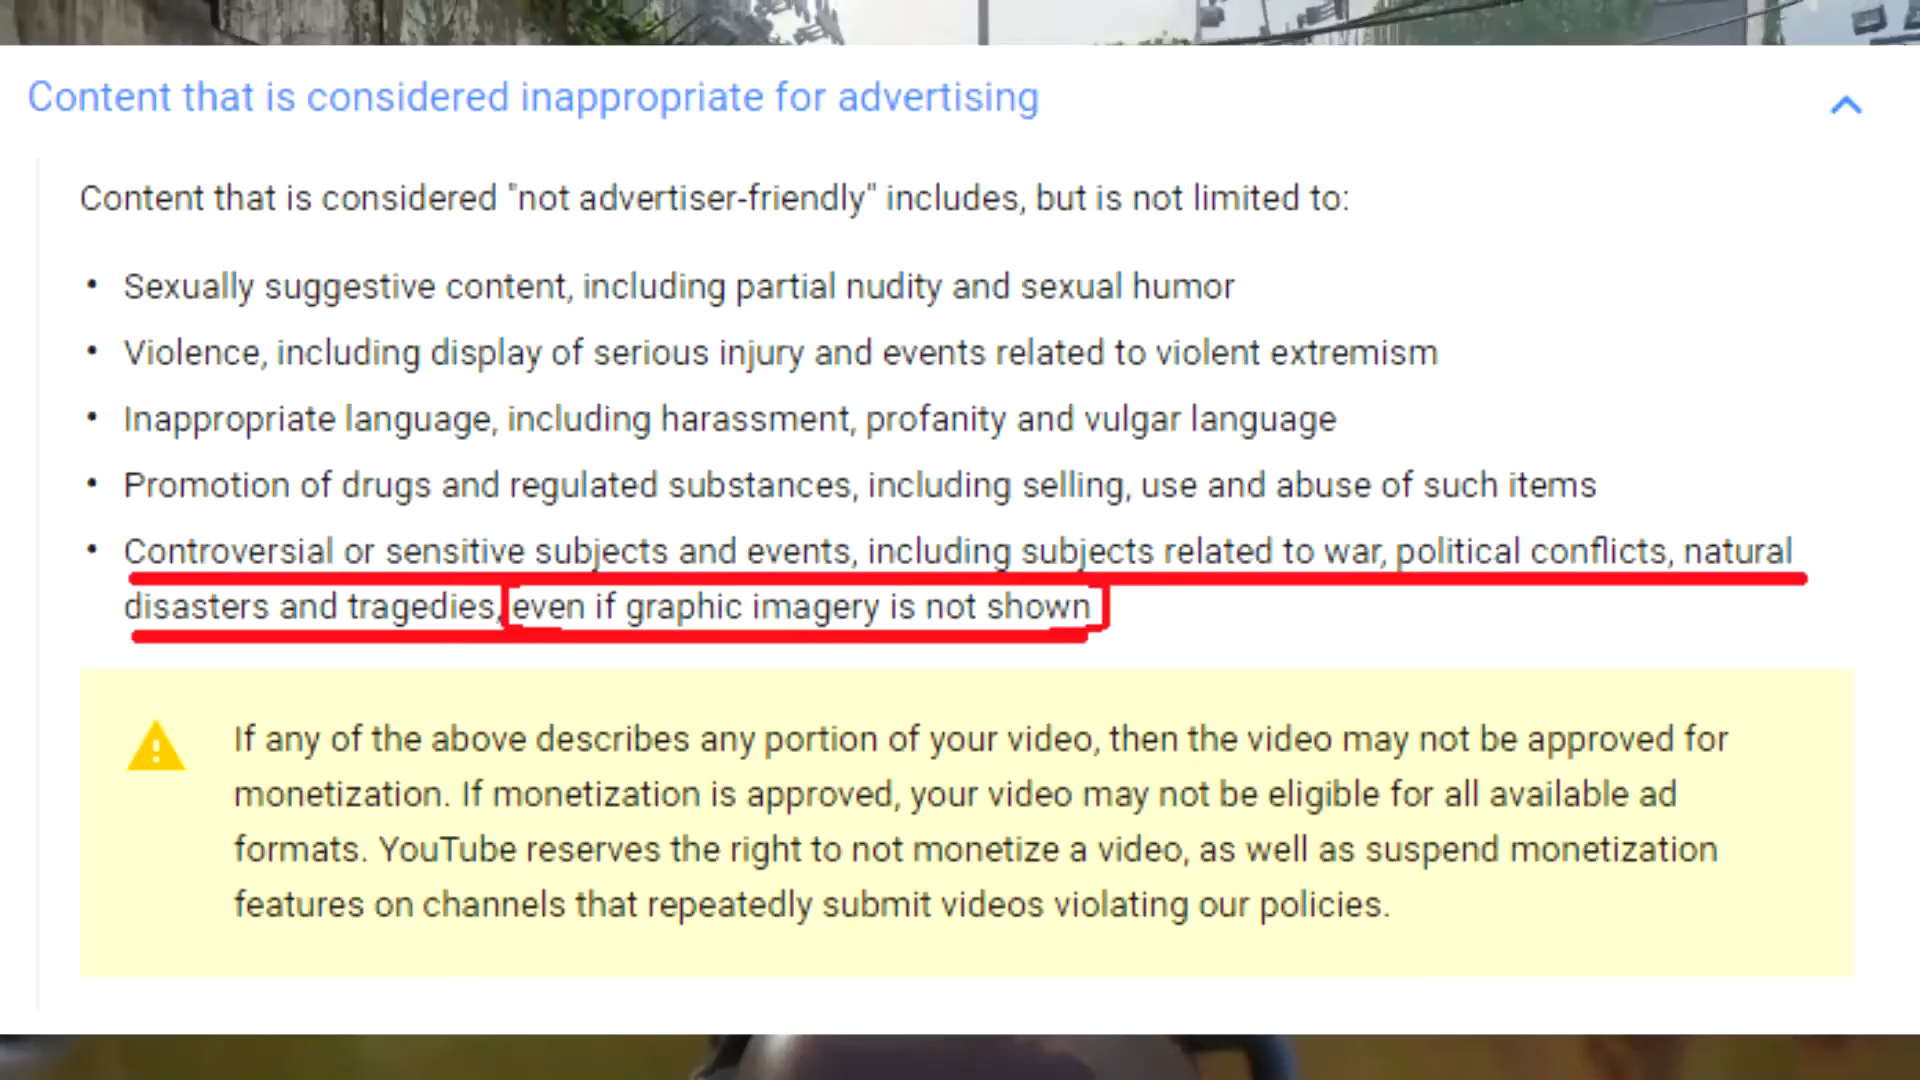 Content that is considered inappropriate for advertising
Content that is considered "not advertiser-friendly" includes, but is not limited to:
• Sexually suggestive content, including partial nudity and sexual humor
• Violence, including display of serious injury and events related to violent extremism
• Inappropriate language, including harassment, profanity and vulgar language
• Promotion of drugs and regulated substances, including selling, use and abuse of such items
• Controversial or sensitive subjects and events, including subjects related to war, political conflicts, natural
disasters and tragedies, even if graphic imagery is not shown
If any of the above describes any portion of your video, then the video may not be approved for
monetization. If monetization is approved, your video may not be eligible for all available ad
formats. YouTube reserves the right to not monetize a video, as well as suspend monetization
features on channels that repeatedly submit videos violating our policies.